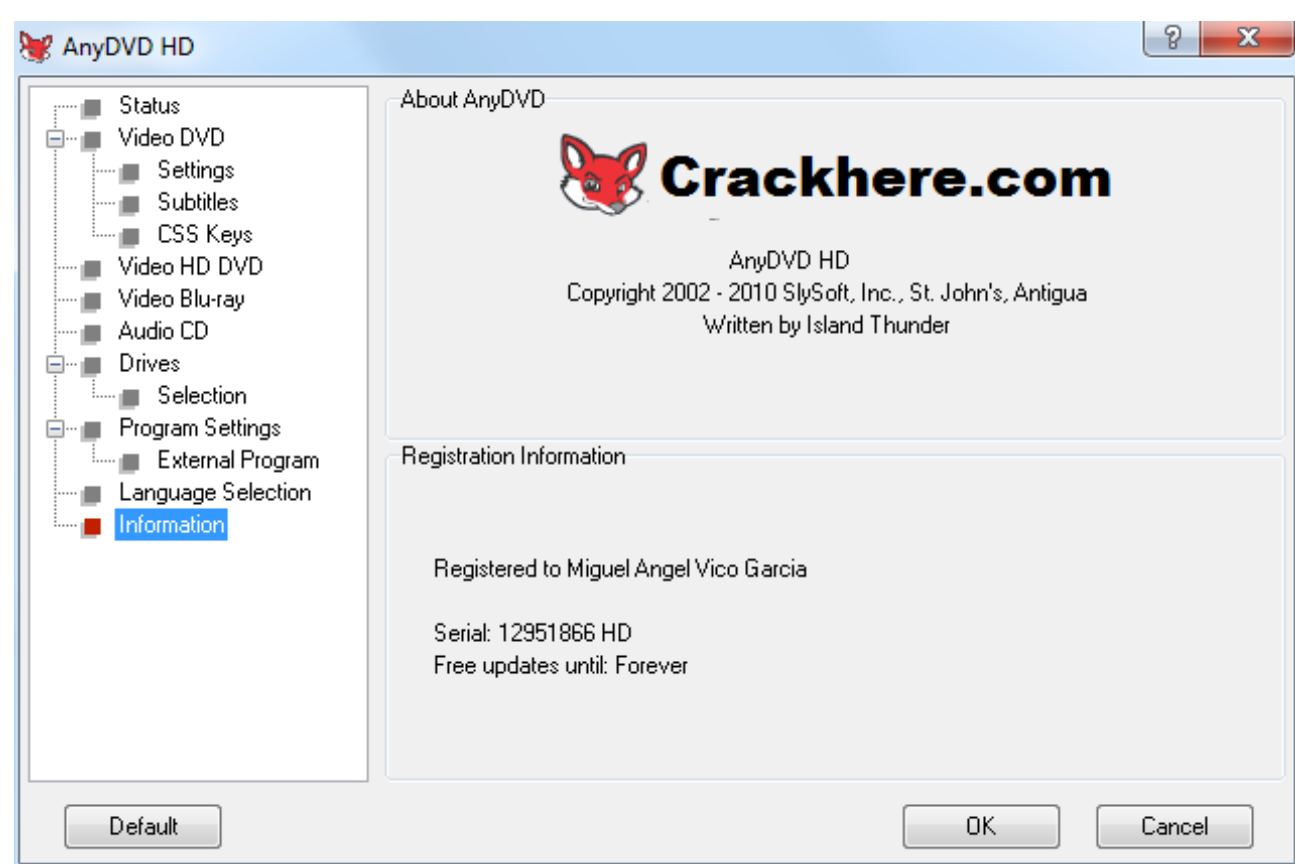 AnyDVD HD
?
X
Status
Video DVD
Settings
Subtitles
CSS Keys
Video HD DVD
Video Blu-ray
Audio CD
Drives
Selection
Program Settings
External Program
Language Selection
Information
About AnyDVD
Crackhere.com
AnyDVD HD
Copyright 2002 - 2010 SlySoft, Inc., St. John's, Antigua
Written by Island Thunder
Registration Information
Registered to Miguel Angel Vico Garcia
Serial: 12951866 HD
Free updates until: Forever
Default
OK
Cancel